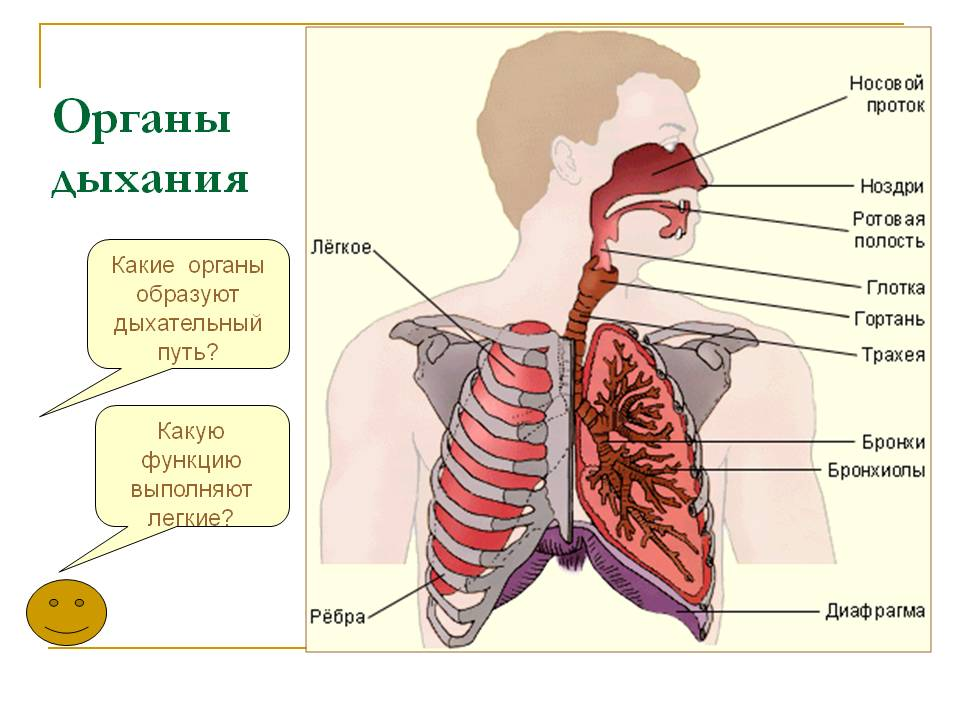 Органы
дыхания
Какие органы
образуют
дыхательный
путь?
Какую
функцию
выполняют
легкие?
Лёгкое
Рёбра
Носовой
проток
Ноздри
Ротовая
полость
Глотка
Гортань
Трахея
Бронхи
Бронхиолы
Диафрагма